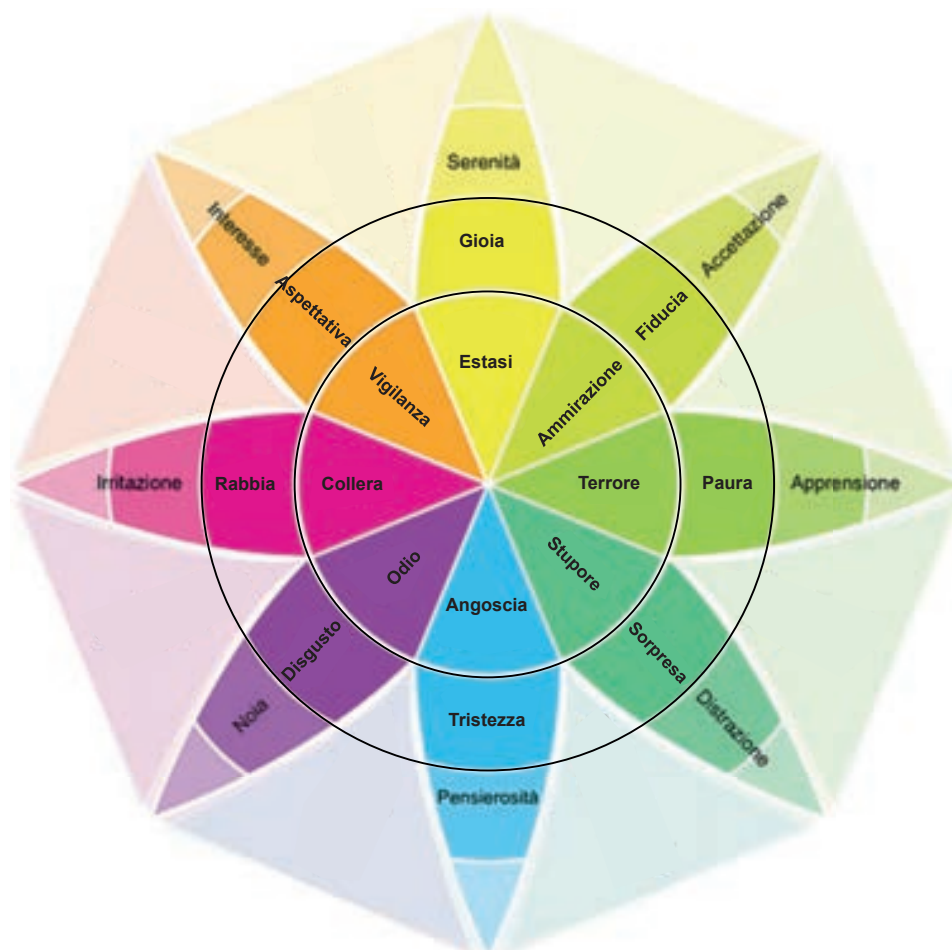 Serenità
Gioia
Estasi
Accettazione
Fiducia
Ammirazione
Apprensione
Paura
Terrore
Distrazione
Sorpresa
Stupore
Pensierosità
Tristezza
Angoscia
Noia
Disgusto
Odio
Irritazione
Rabbia
Collera
Interesse
Aspettativa
Vigilanza